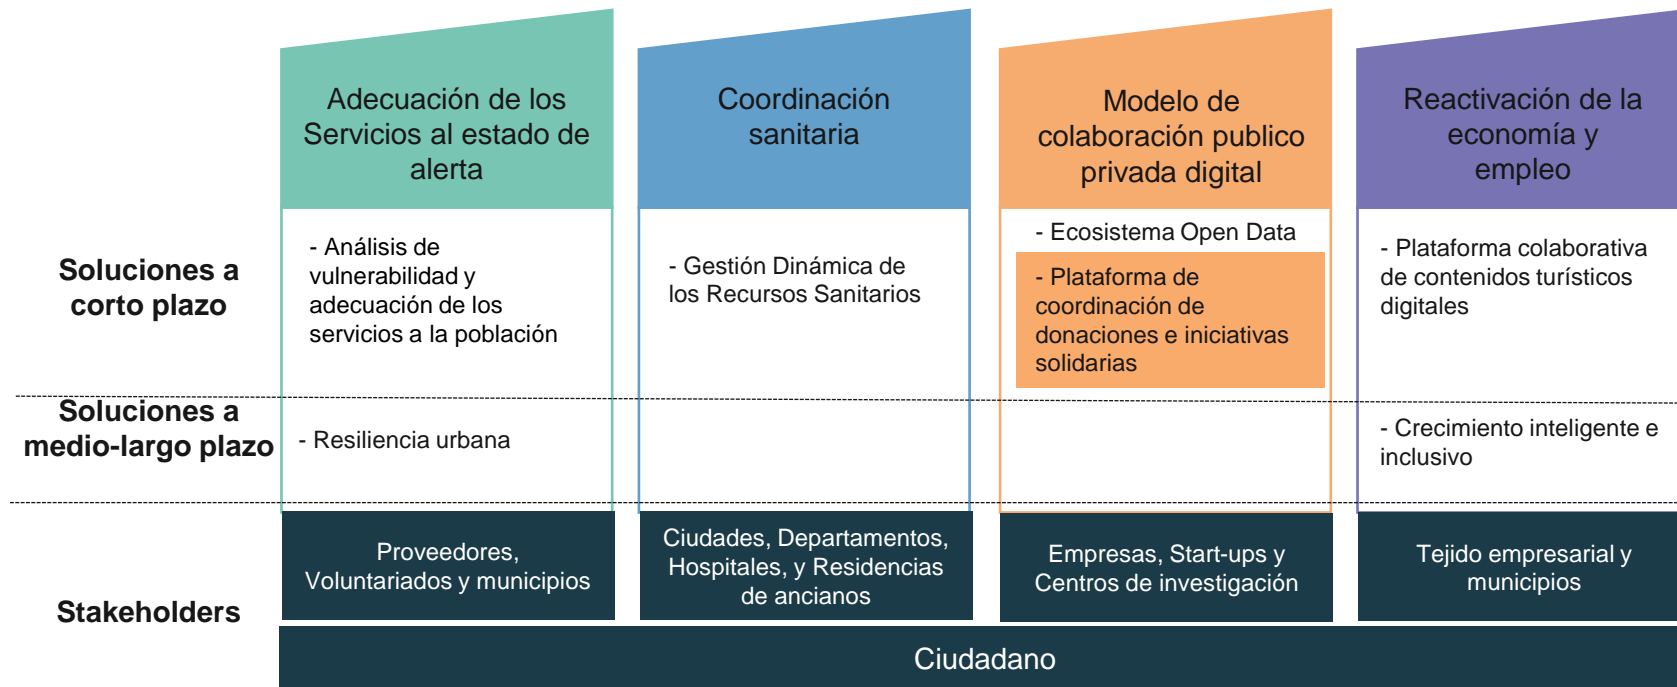 Adecuación de los
Servicios al estado de
alerta
Coordinación
sanitaria
Modelo de
colaboración publico
privada digital
Reactivación de la
economía y
empleo
Soluciones a
corto plazo
- Análisis de
vulnerabilidad y
adecuación de los
servicios a la población
- Gestión Dinámica de
los Recursos Sanitarios
- Ecosistema Open Data
- Plataforma de
coordinación de
donaciones e iniciativas
solidarias
- Plataforma colaborativa
de contenidos turísticos
digitales
Soluciones a
medio-largo plazo
- Resiliencia urbana
- Crecimiento inteligente e
inclusivo
Stakeholders
Proveedores,
Voluntariados y municipios
Ciudades, Departamentos,
Hospitales, y Residencias
de ancianos
Empresas, Start-ups y
Centros de investigación
Tejido empresarial y
municipios
Ciudadano